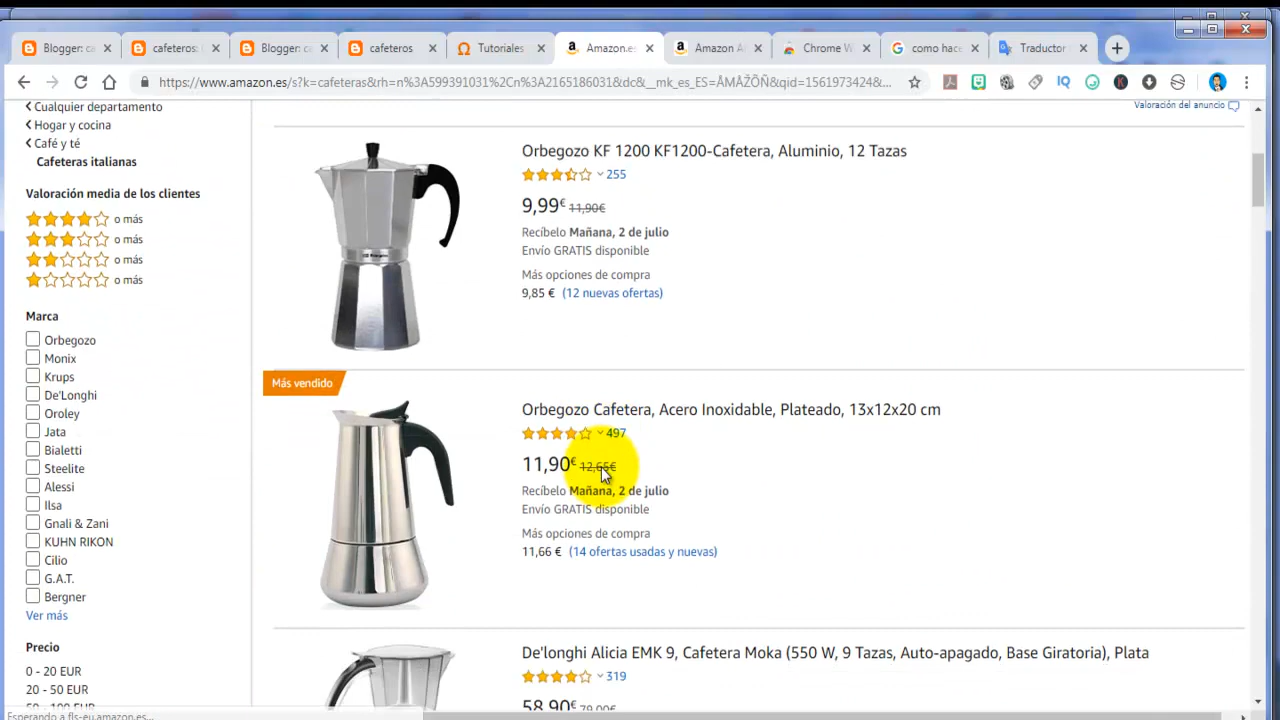 Blogger: ca
cafeteros:
Blogger: ca
cafeteros
Tutoriales
Amazon.es
Amazon A
Chrome W
como hace
Traductor
https://www.amazon.es/s?k=cafeteras&rh=n%3A599391031%2Cn%3A2165186031&dc&__mk_es_ES=ÅMÅŽÕÑ&qid=1561973424&...
Cualquier departamento
Hogar y cocina
Café y té
Cafeteras italianas
Valoración media de los clientes
o más
o más
o más
o más
Marca
Orbegozo
Monix
Krups
De'Longhi
Oroley
Jata
Bialetti
Steelite
Alessi
Ilsa
Gnali & Zani
KUHN RIKON
Cilio
G.A.T.
Bergner
Ver más
Precio
0 - 20 EUR
20 - 50 EUR
50 - 100 EUR
Valoración del anuncio
Orbegozo KF 1200 KF1200-Cafetera, Aluminio, 12 Tazas
255
9,99€ 11,90€
Recíbelo Mañana, 2 de julio
Envío GRATIS disponible
Más opciones de compra
9,85 € (12 nuevas ofertas)
Más vendido
Orbegozo Cafetera, Acero Inoxidable, Plateado, 13x12x20 cm
497
11,90€ 12,65€
Recíbelo Mañana, 2 de julio
Envío GRATIS disponible
Más opciones de compra
11,66 € (14 ofertas usadas y nuevas)
De'longhi Alicia EMK 9, Cafetera Moka (550 W, 9 Tazas, Auto-apagado, Base Giratoria), Plata
319
58,90€ 79,00€
Esperando a fls-eu.amazon.es...